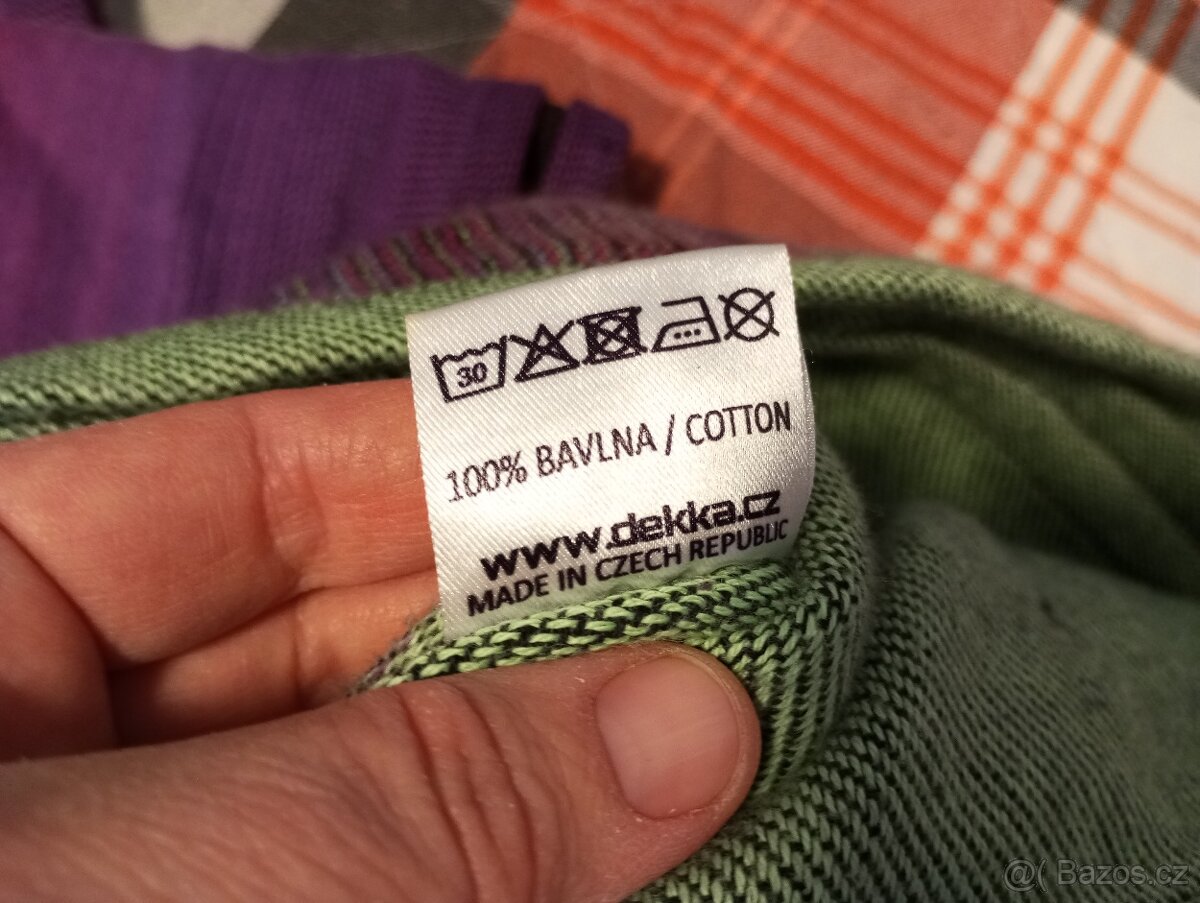 30
100% BAVLNA / COTTON
www.dekka.cz
MADE IN CZECH REPUBLIC
@( Bazos.cz